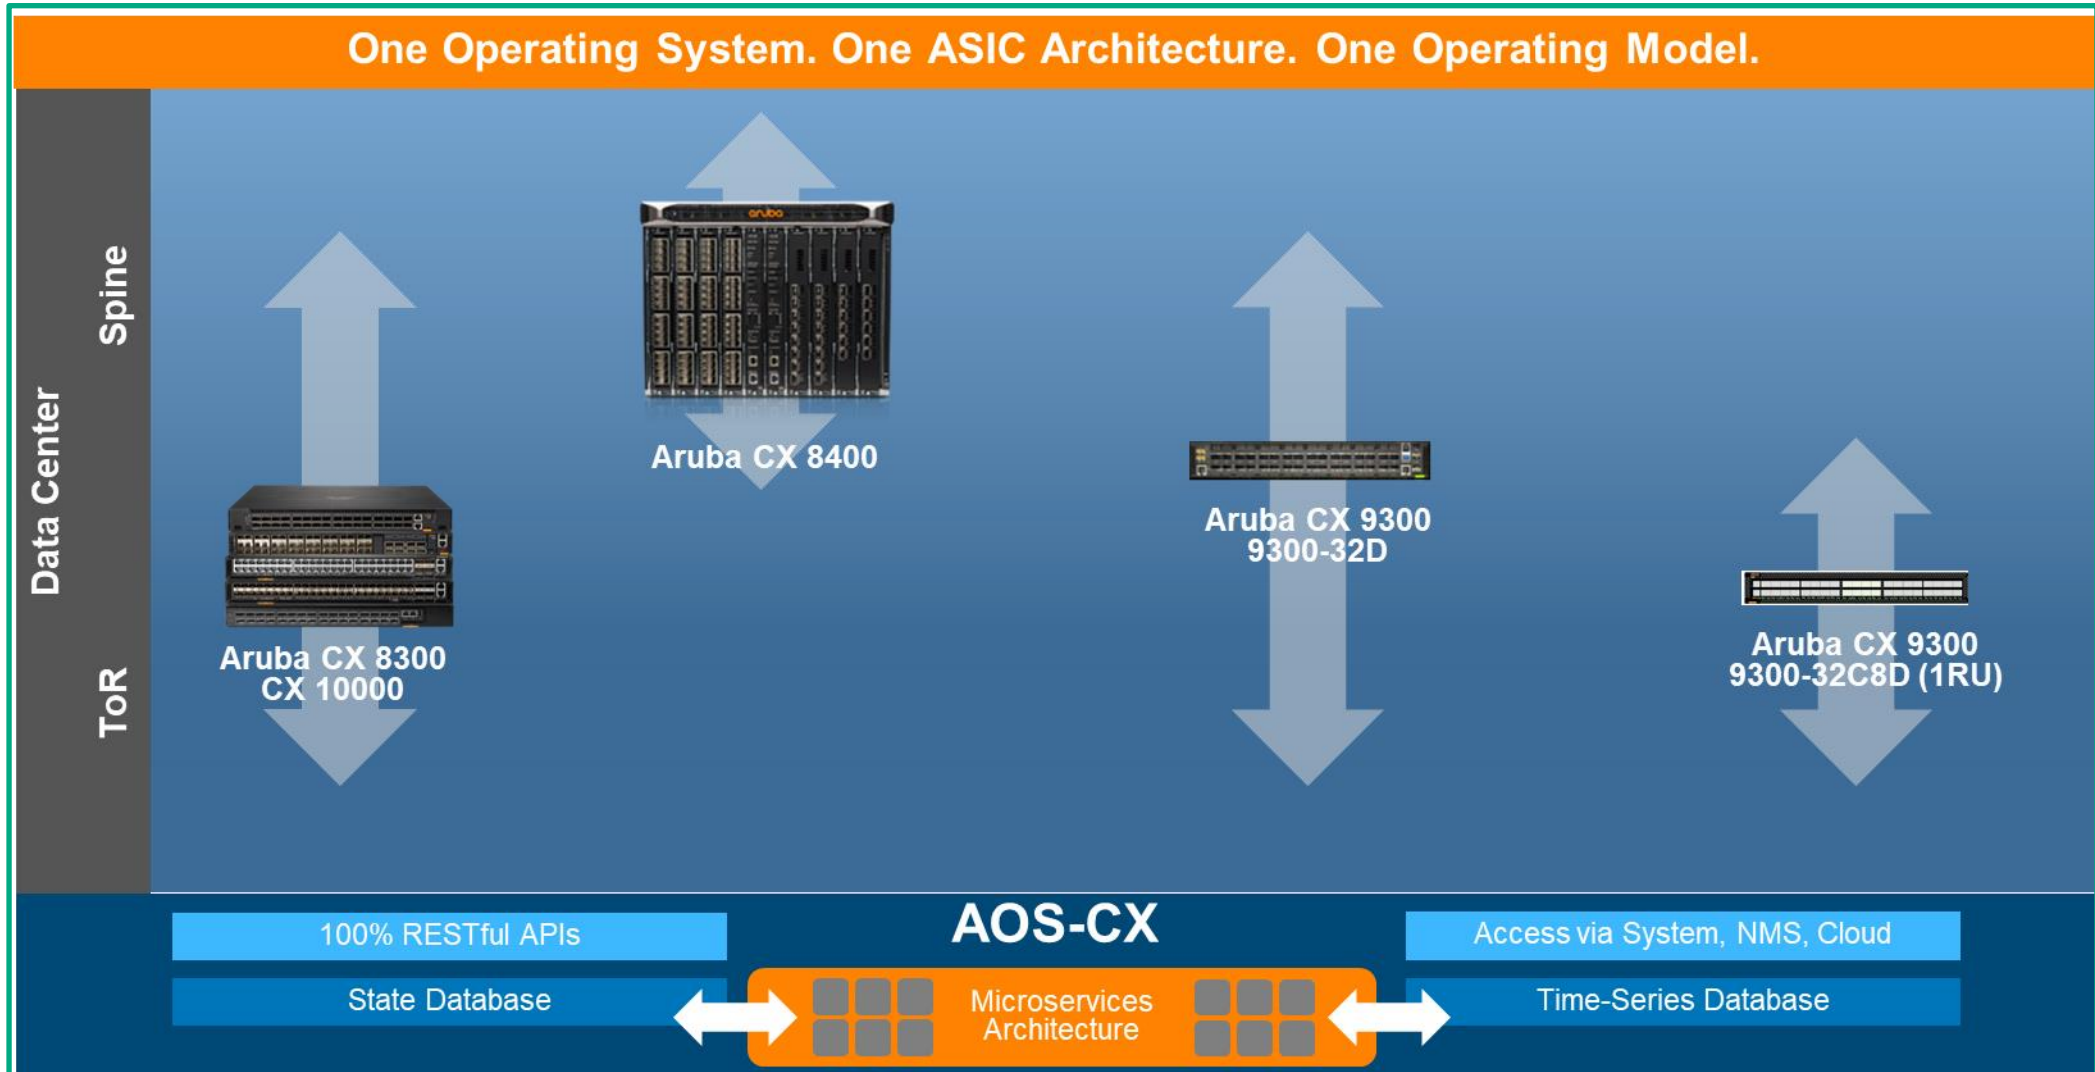 One Operating System. One ASIC Architecture. One Operating Model.
Data Center
Spine
ToR
aruba
Aruba CX 8400
Aruba CX 9300
9300-32D
Aruba CX 8300
CX 10000
Aruba CX 9300
9300-32C8D (1RU)
AOS-CX
100% RESTful APIs
Access via System, NMS, Cloud
State Database
Microservices
Architecture
Time-Series Database